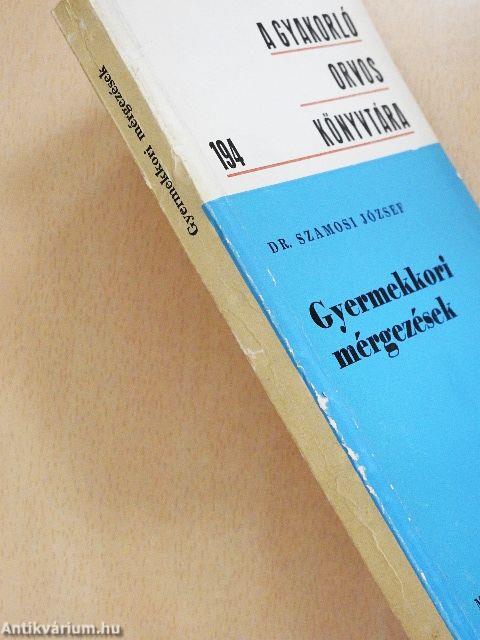 A GYAKORLÓ
ORVOS
KÖNYVTÁRA
194
DR. SZAMOSI JÓZSEF
Gyermekkori
mérgezések
Gyermekkori mérgezések
Antikvárium.hu